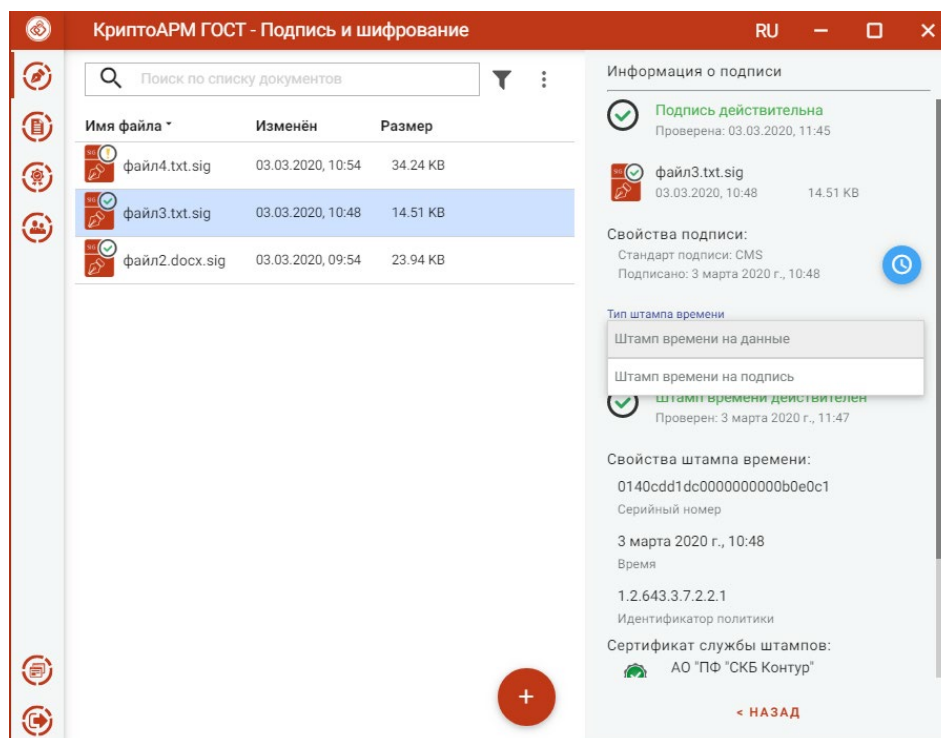 КриптоАРМ ГОСТ - Подпись и шифрование
RU
Поиск по списку документов
Имя файла
Изменён
Размер
файл4.txt.sig
03.03.2020, 10:54
34.24 KB
файл3.txt.sig
03.03.2020, 10:48
14.51 KB
файл2.docx.sig
03.03.2020, 09:54
23.94 KB
Информация о подписи
Подпись действительна
Проверена: 03.03.2020, 11:45
файл3.txt.sig
03.03.2020, 10:48
14.51 KB
Свойства подписи:
Стандарт подписи: CMS
Подписано: 3 марта 2020 г., 10:48
Тип штампа времени
Штамп времени на данные
Штамп времени на подпись
Штамп времени действителен
Проверен: 3 марта 2020 г., 11:47
Свойства штампа времени:
0140cdd1dc0000000000b0e0c1
Серийный номер
3 марта 2020 г., 10:48
Время
1.2.643.3.7.2.2.1
Идентификатор политики
Сертификат службы штампов:
АО "ПФ "СКБ Контур"
< НАЗАД